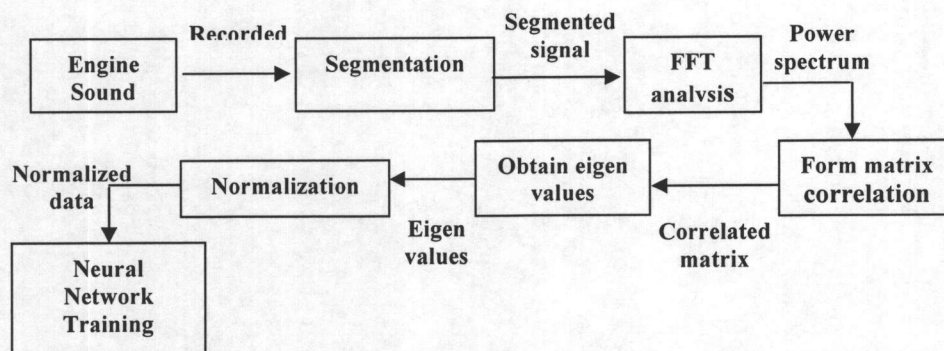 Engine
Sound
Recorded
Segmentation
Segmented
signal
FFT
analysis
Power
spectrum
Form matrix
correlation
Correlated
matrix
Obtain eigen
values
Eigen
values
Normalization
Normalized
data
Neural
Network
Training